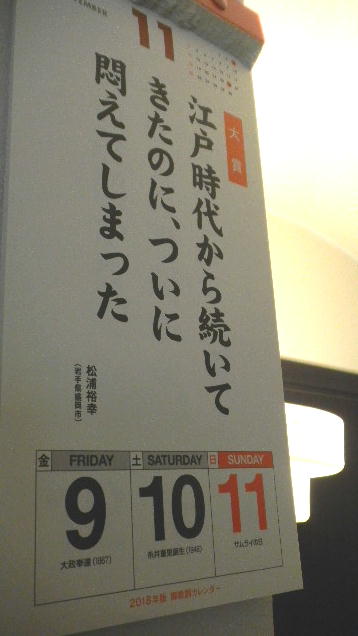 11
大賞
江戸時代から続いて
きたのに、ついに
悶えてしまった
松浦裕幸
（岩手県盛岡市）
金 FRIDAY 土 SATURDAY 日 SUNDAY
9 10 11
大政奉還（1867） 糸井重里誕生（1948） サムライの日
2018年版 御教訓カレンダー